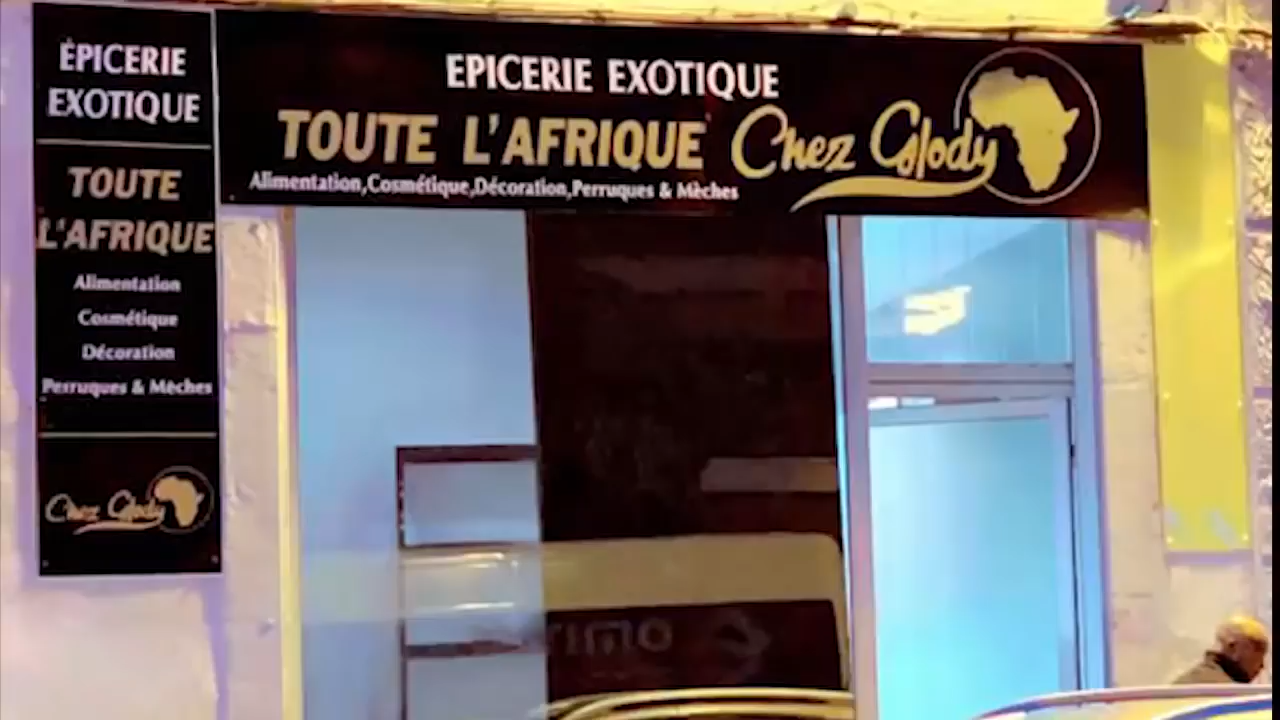 ÉPICERIE
EXOTIQUE
TOUTE
L'AFRIQUE
Alimentation
Cosmétique
Décoration
Perruques & Mèches
Chez Glody
EPICERIE EXOTIQUE
TOUTE L'AFRIQUE Chez Glody
Alimentation,Cosmétique,Décoration,Perruques & Mèches